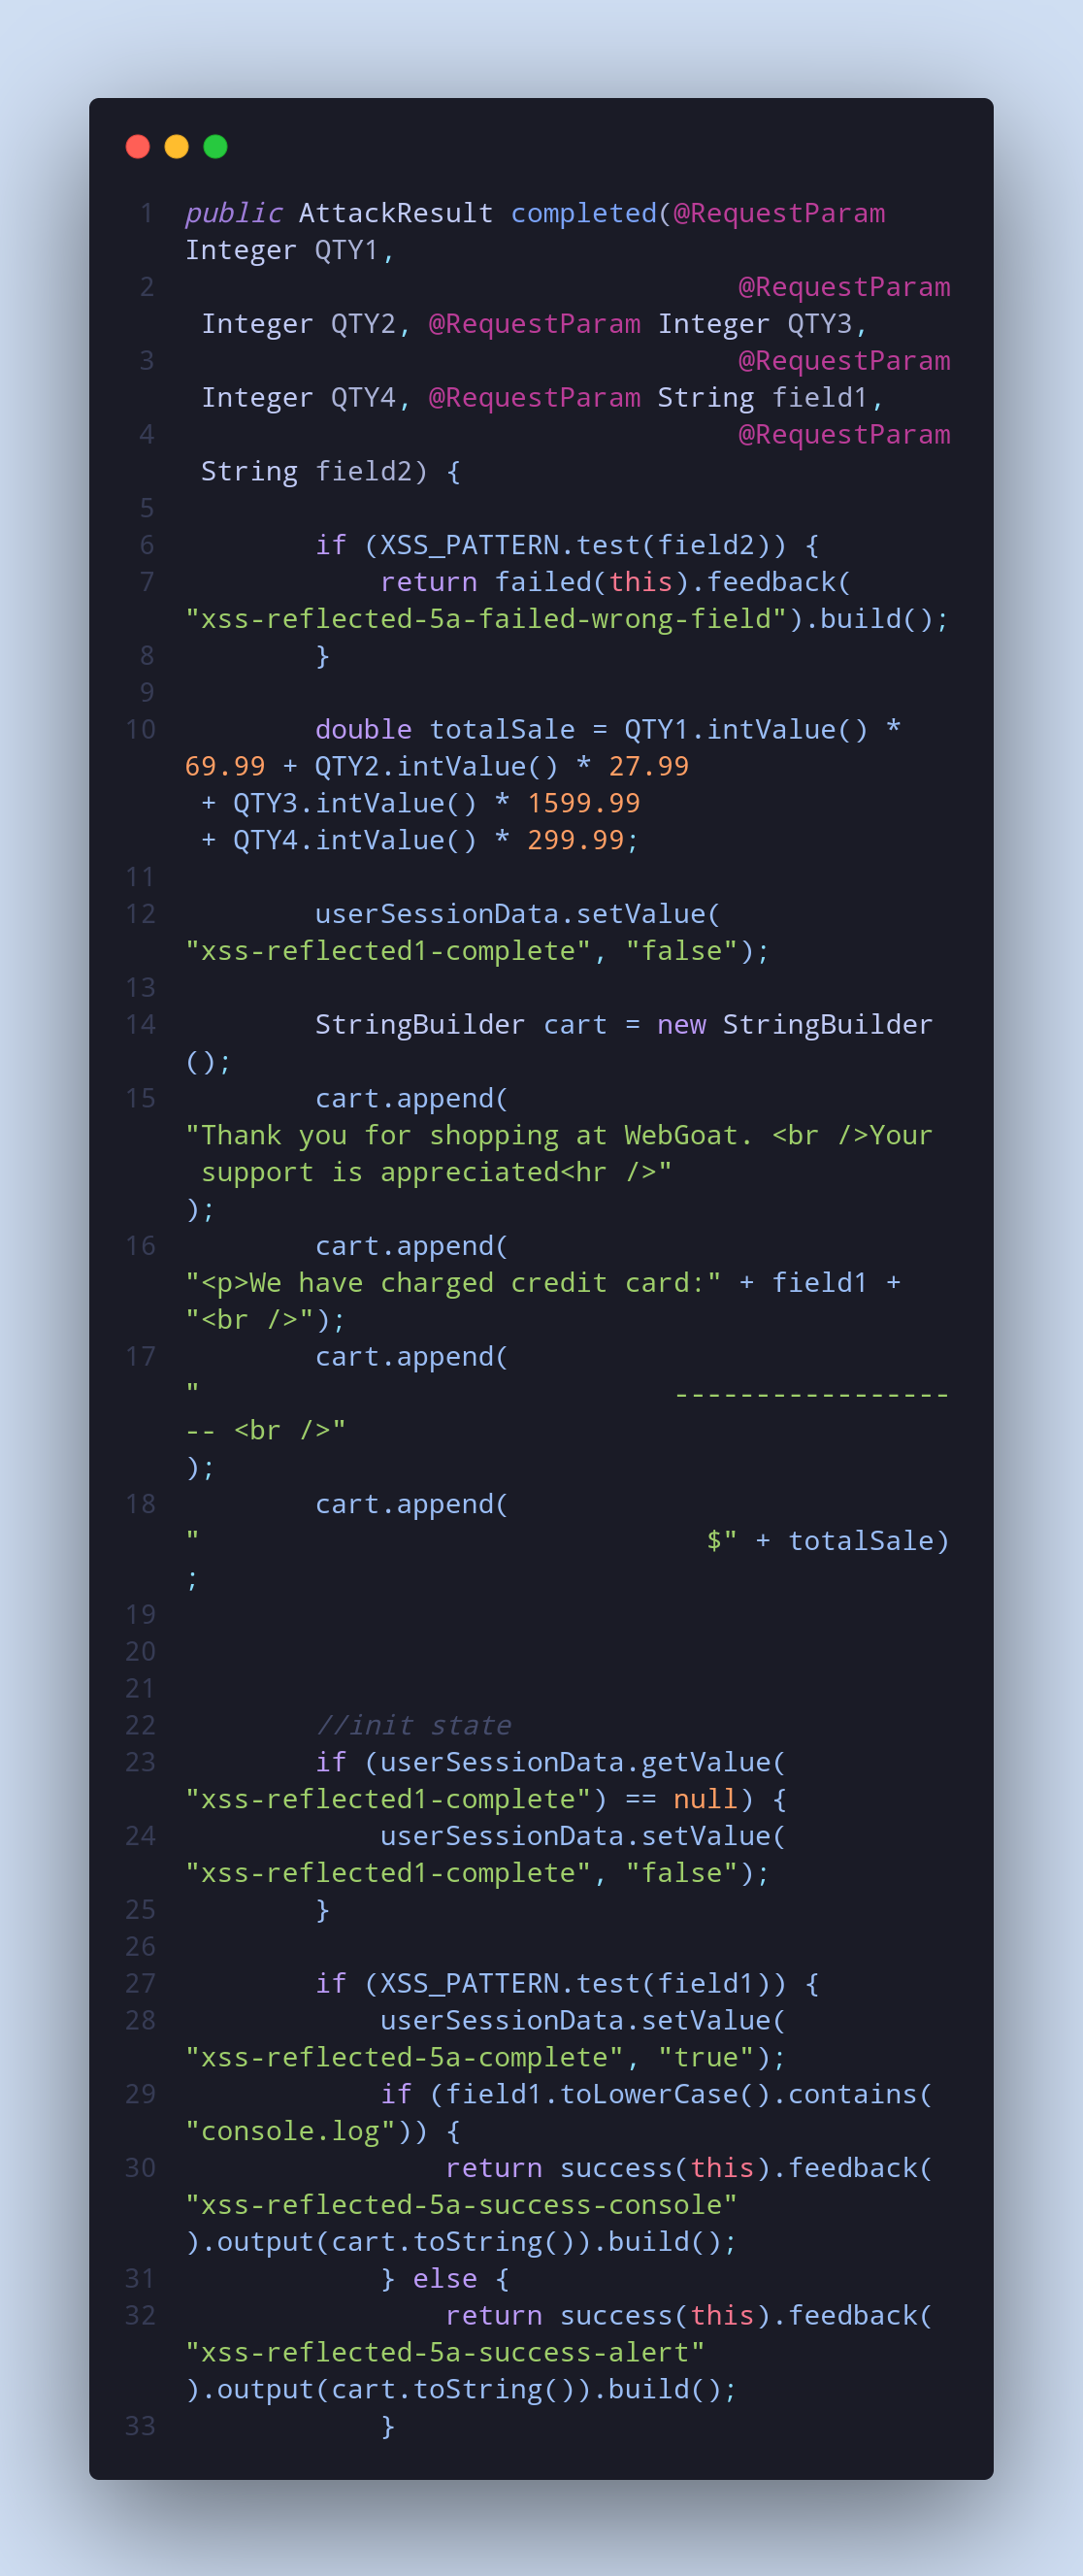 1 public AttackResult completed(@RequestParam
Integer QTY1,
2                                   @RequestParam
 Integer QTY2, @RequestParam Integer QTY3,
3                                   @RequestParam
 Integer QTY4, @RequestParam String field1,
4                                   @RequestParam
 String field2) {
5
6         if (XSS_PATTERN.test(field2)) {
7             return failed(this).feedback(
"xss-reflected-5a-failed-wrong-field").build();
8         }
9
10         double totalSale = QTY1.intValue() *
69.99 + QTY2.intValue() * 27.99
 + QTY3.intValue() * 1599.99
 + QTY4.intValue() * 299.99;
11
12         userSessionData.setValue(
"xss-reflected1-complete", "false");
13
14         StringBuilder cart = new StringBuilder
();
15         cart.append(
"Thank you for shopping at WebGoat. <br />Your
 support is appreciated<hr />"
);
16         cart.append(
"<p>We have charged credit card:" + field1 +
"<br />");
17         cart.append(
"                             -----------------
-- <br />"
);
18         cart.append(
"                               $" + totalSale)
;
19
20
21
22         //init state
23         if (userSessionData.getValue(
"xss-reflected1-complete") == null) {
24             userSessionData.setValue(
"xss-reflected1-complete", "false");
25         }
26
27         if (XSS_PATTERN.test(field1)) {
28             userSessionData.setValue(
"xss-reflected-5a-complete", "true");
29             if (field1.toLowerCase().contains(
"console.log")) {
30                 return success(this).feedback(
"xss-reflected-5a-success-console"
).output(cart.toString()).build();
31             } else {
32                 return success(this).feedback(
"xss-reflected-5a-success-alert"
).output(cart.toString()).build();
33             }